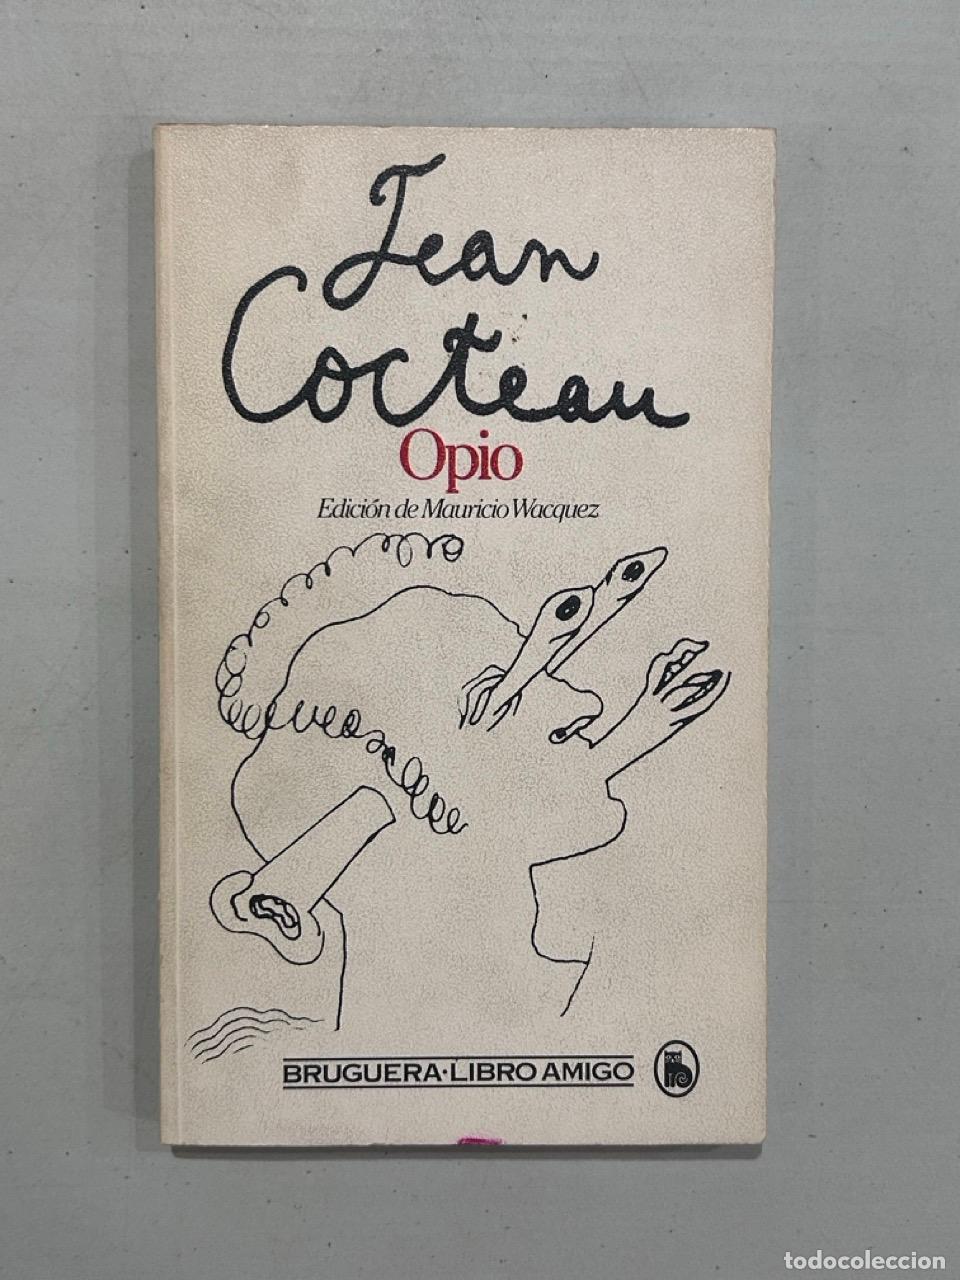 Jean
Cocteau
Opio
Edición de Mauricio Wacquez
BRUGUERA·LIBRO AMIGO
todocoleccion